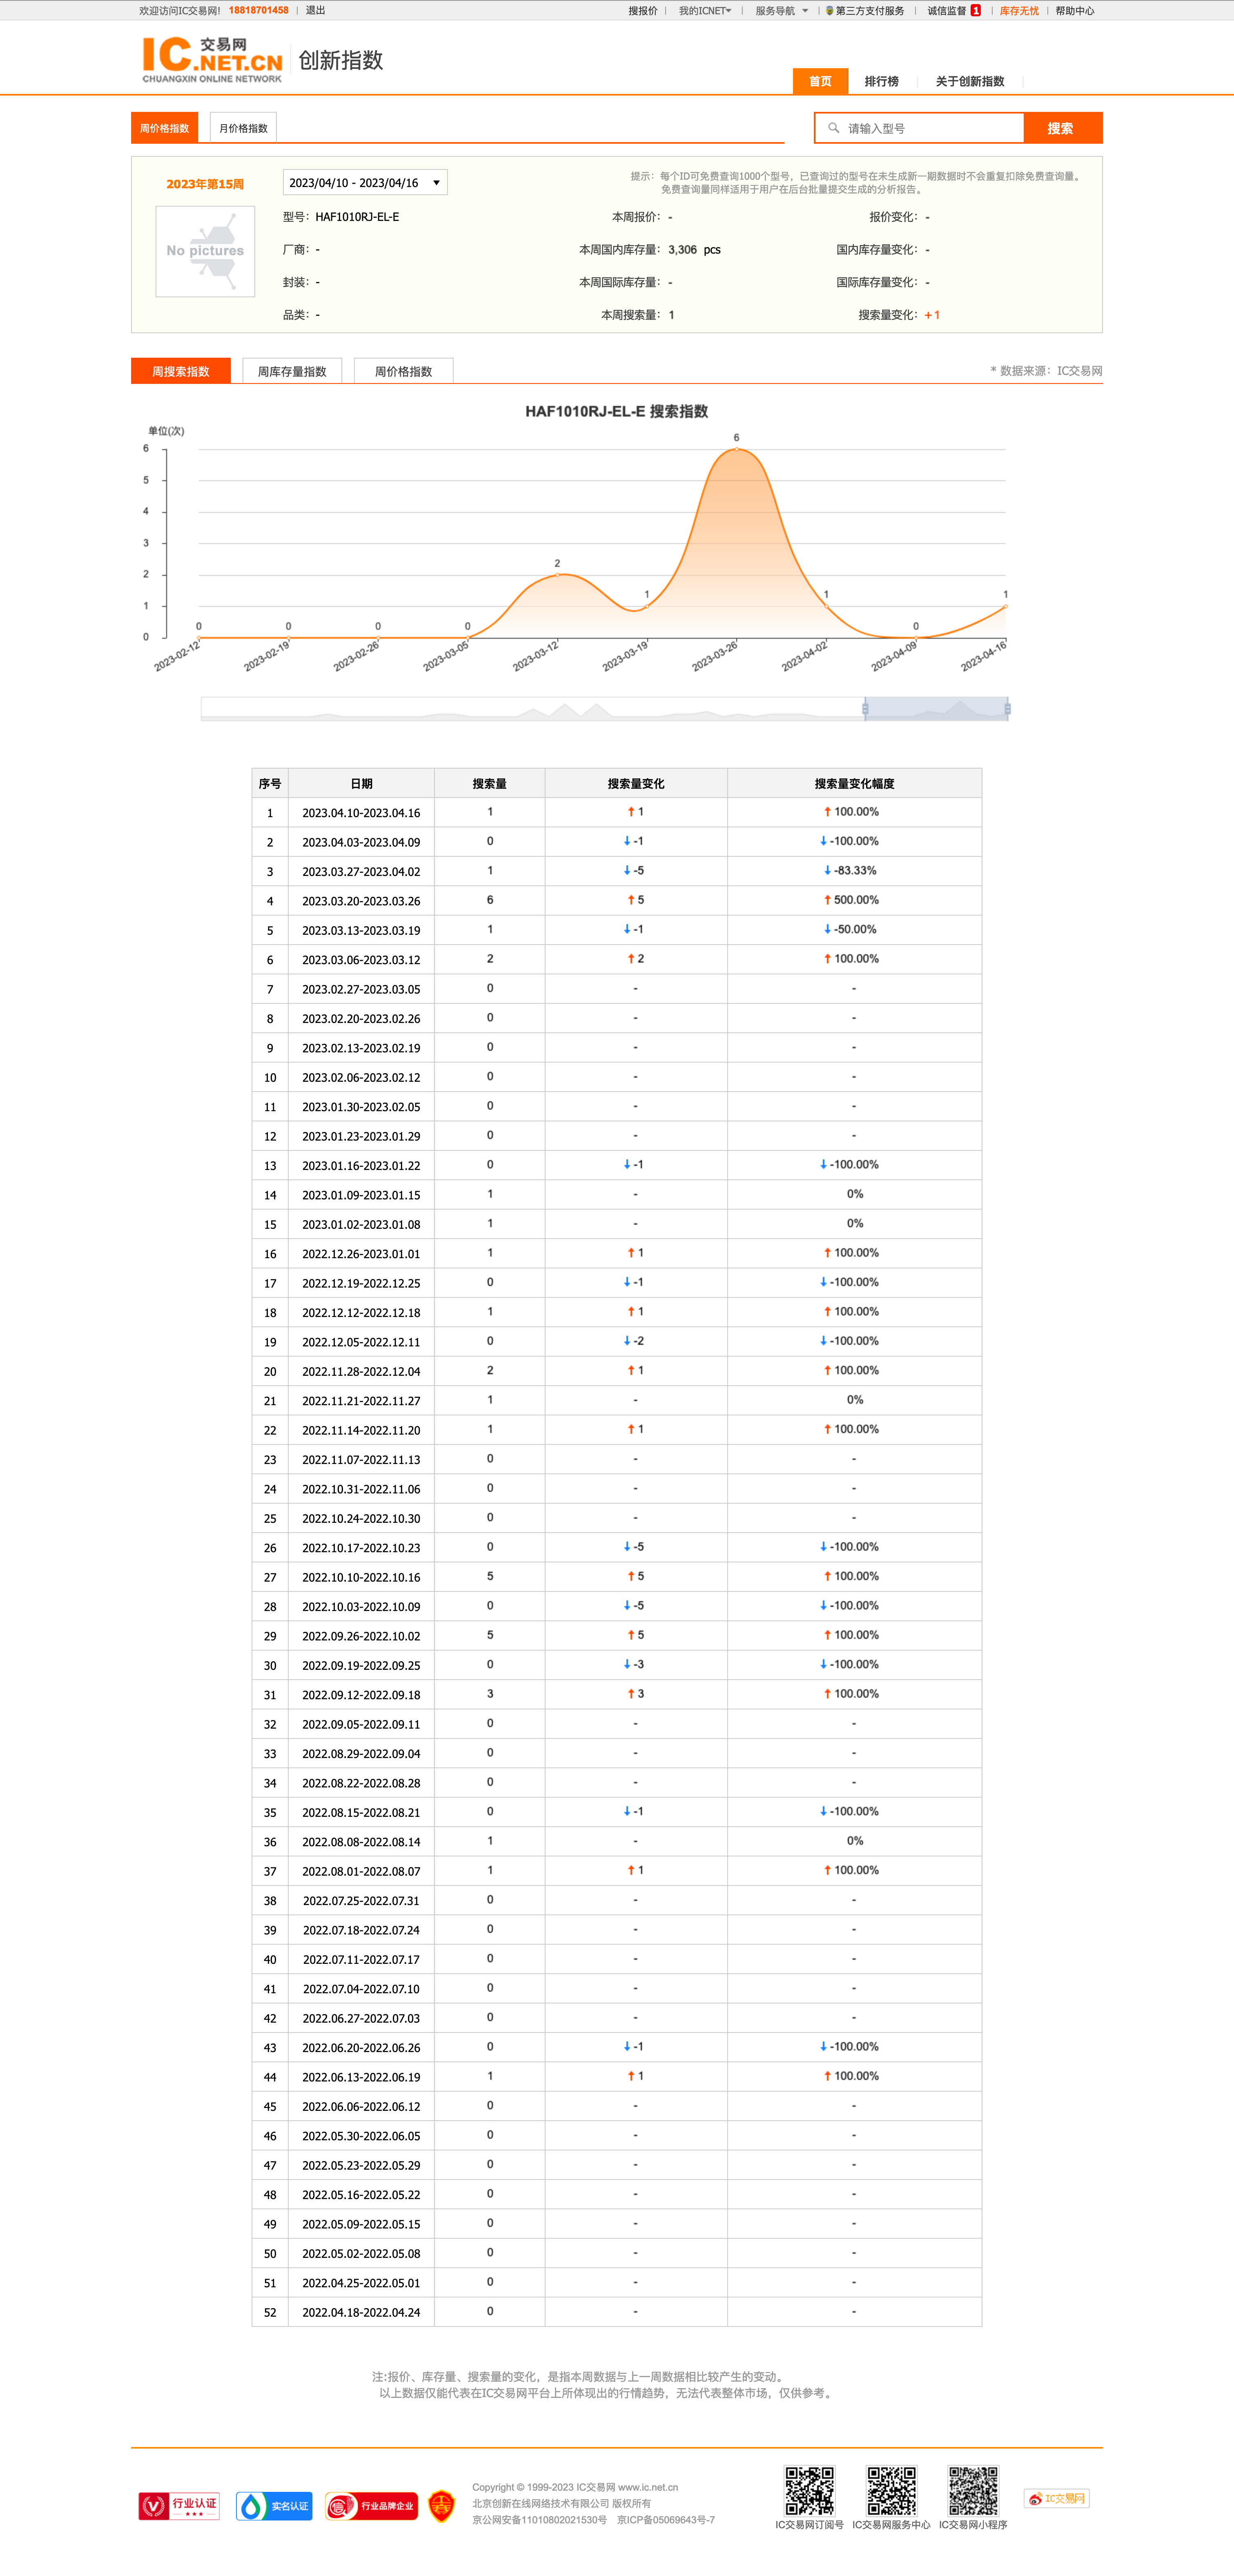 欢迎访问IC交易网! 18818701458 | 退出 搜报价 | 我的ICNET | 服务导航 | 第三方支付服务 | 诚信监督 1 | 库存无忧 | 帮助中心
IC 交易网
.NET.CN
CHUANGXIN ONLINE NETWORK
创新指数
首页 排行榜 关于创新指数
周价格指数 月价格指数 请输入型号 搜索
2023年第15周 2023/04/10 - 2023/04/16
提示：每个ID可免费查询1000个型号，已查询过的型号在未生成新一期数据时不会重复扣除免费查询量。
免费查询量同样适用于用户在后台批量提交生成的分析报告。
No pictures
型号：HAF1010RJ-EL-E 本周报价：- 报价变化：-
厂商：- 本周国内库存量：3,306 pcs 国内库存量变化：-
封装：- 本周国际库存量：- 国际库存量变化：-
品类：- 本周搜索量：1 搜索量变化：+1
周搜索指数 周库存量指数 周价格指数 * 数据来源：IC交易网
HAF1010RJ-EL-E 搜索指数
单位(次)
6
5
4
3
2
1
0
0 0 0 0 2 1 6 1 0 1
2023-02-12 2023-02-19 2023-02-26 2023-03-05 2023-03-12 2023-03-19 2023-03-26 2023-04-02 2023-04-09 2023-04-16
序号 日期 搜索量 搜索量变化 搜索量变化幅度
1 2023.04.10-2023.04.16 1 ↑1 ↑100.00%
2 2023.04.03-2023.04.09 0 ↓-1 ↓-100.00%
3 2023.03.27-2023.04.02 1 ↓-5 ↓-83.33%
4 2023.03.20-2023.03.26 6 ↑5 ↑500.00%
5 2023.03.13-2023.03.19 1 ↓-1 ↓-50.00%
6 2023.03.06-2023.03.12 2 ↑2 ↑100.00%
7 2023.02.27-2023.03.05 0 - -
8 2023.02.20-2023.02.26 0 - -
9 2023.02.13-2023.02.19 0 - -
10 2023.02.06-2023.02.12 0 - -
11 2023.01.30-2023.02.05 0 - -
12 2023.01.23-2023.01.29 0 - -
13 2023.01.16-2023.01.22 0 ↓-1 ↓-100.00%
14 2023.01.09-2023.01.15 1 - 0%
15 2023.01.02-2023.01.08 1 - 0%
16 2022.12.26-2023.01.01 1 ↑1 ↑100.00%
17 2022.12.19-2022.12.25 0 ↓-1 ↓-100.00%
18 2022.12.12-2022.12.18 1 ↑1 ↑100.00%
19 2022.12.05-2022.12.11 0 ↓-2 ↓-100.00%
20 2022.11.28-2022.12.04 2 ↑1 ↑100.00%
21 2022.11.21-2022.11.27 1 - 0%
22 2022.11.14-2022.11.20 1 ↑1 ↑100.00%
23 2022.11.07-2022.11.13 0 - -
24 2022.10.31-2022.11.06 0 - -
25 2022.10.24-2022.10.30 0 - -
26 2022.10.17-2022.10.23 0 ↓-5 ↓-100.00%
27 2022.10.10-2022.10.16 5 ↑5 ↑100.00%
28 2022.10.03-2022.10.09 0 ↓-5 ↓-100.00%
29 2022.09.26-2022.10.02 5 ↑5 ↑100.00%
30 2022.09.19-2022.09.25 0 ↓-3 ↓-100.00%
31 2022.09.12-2022.09.18 3 ↑3 ↑100.00%
32 2022.09.05-2022.09.11 0 - -
33 2022.08.29-2022.09.04 0 - -
34 2022.08.22-2022.08.28 0 - -
35 2022.08.15-2022.08.21 0 ↓-1 ↓-100.00%
36 2022.08.08-2022.08.14 1 - 0%
37 2022.08.01-2022.08.07 1 ↑1 ↑100.00%
38 2022.07.25-2022.07.31 0 - -
39 2022.07.18-2022.07.24 0 - -
40 2022.07.11-2022.07.17 0 - -
41 2022.07.04-2022.07.10 0 - -
42 2022.06.27-2022.07.03 0 - -
43 2022.06.20-2022.06.26 0 ↓-1 ↓-100.00%
44 2022.06.13-2022.06.19 1 ↑1 ↑100.00%
45 2022.06.06-2022.06.12 0 - -
46 2022.05.30-2022.06.05 0 - -
47 2022.05.23-2022.05.29 0 - -
48 2022.05.16-2022.05.22 0 - -
49 2022.05.09-2022.05.15 0 - -
50 2022.05.02-2022.05.08 0 - -
51 2022.04.25-2022.05.01 0 - -
52 2022.04.18-2022.04.24 0 - -
注:报价、库存量、搜索量的变化，是指本周数据与上一周数据相比较产生的变动。
以上数据仅能代表在IC交易网平台上所体现出的行情趋势，无法代表整体市场，仅供参考。
行业认证 实名认证 行业品牌企业
Copyright © 1999-2023 IC交易网 www.ic.net.cn
北京创新在线网络技术有限公司 版权所有
京公网安备11010802021530号 京ICP备05069643号-7
IC交易网订阅号 IC交易网服务中心 IC交易网小程序
IC交易网